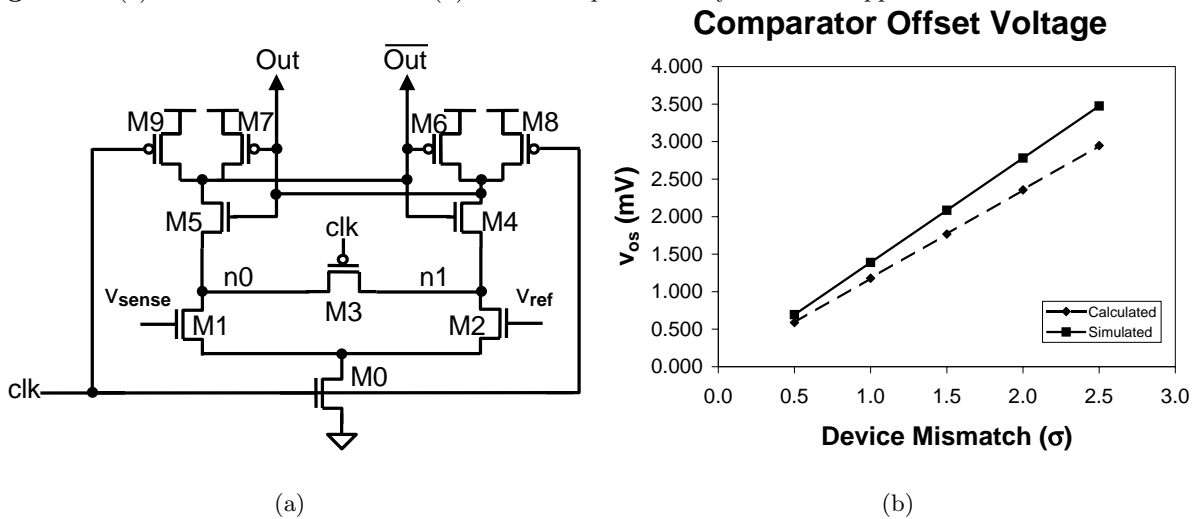 Comparator Offset Voltage
Out
Out
M9
M7
M6
M8
M5
M4
clk
n0
n1
M3
vsense
vref
M1
M2
M0
clk
4.000
3.500
3.000
2.500
2.000
1.500
1.000
0.500
0.000
vos (mV)
Calculated
Simulated
0.0
0.5
1.0
1.5
2.0
2.5
3.0
Device Mismatch (σ)
(a)
(b)